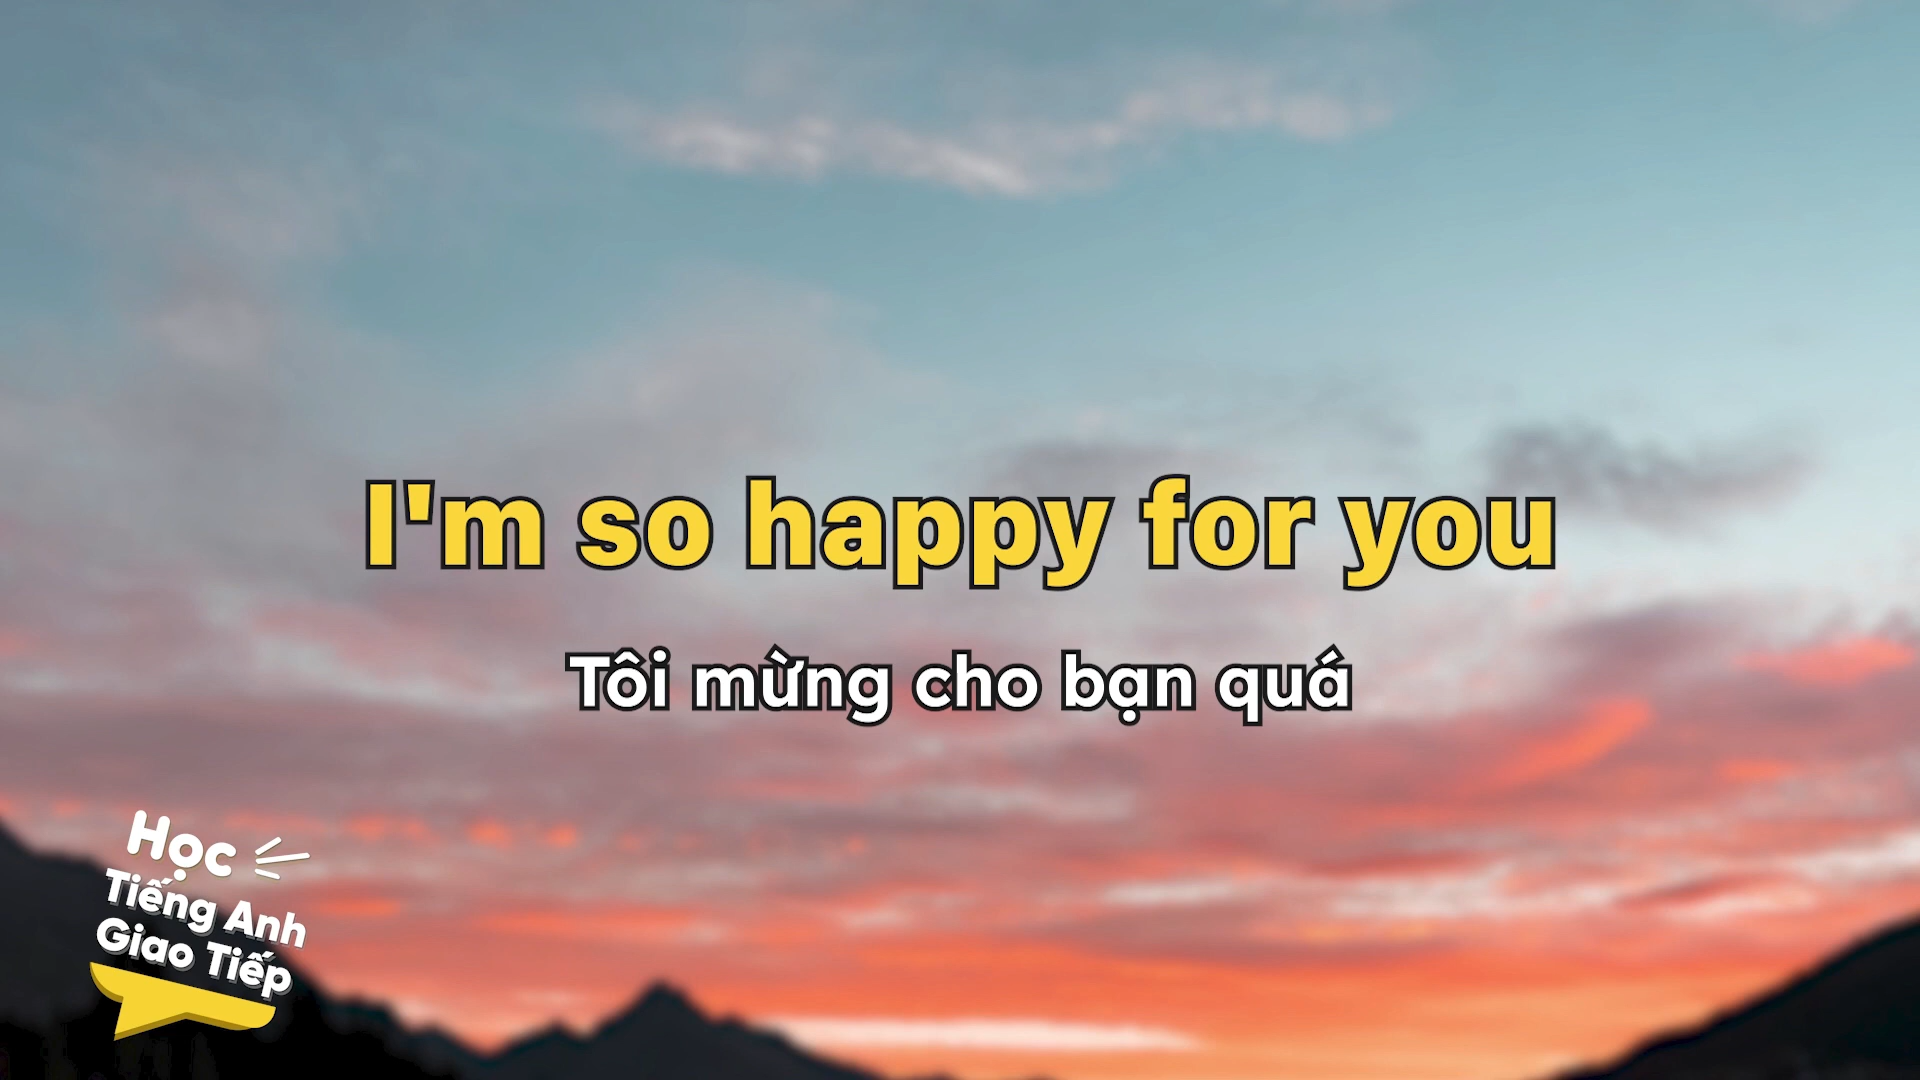 I'm so happy for you
Tôi mừng cho bạn quá
Học
Tiếng Anh
Giao Tiếp